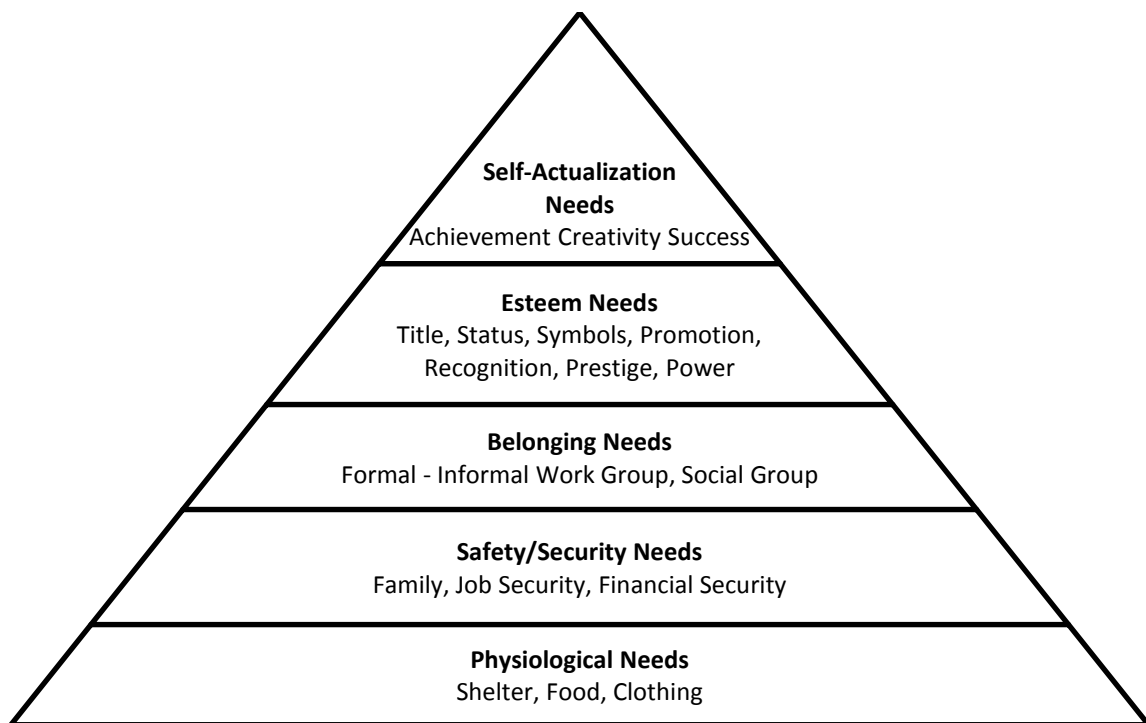 Self-Actualization
Needs
Achievement Creativity Success
Esteem Needs
Title, Status, Symbols, Promotion,
Recognition, Prestige, Power
Belonging Needs
Formal - Informal Work Group, Social Group
Safety/Security Needs
Family, Job Security, Financial Security
Physiological Needs
Shelter, Food, Clothing